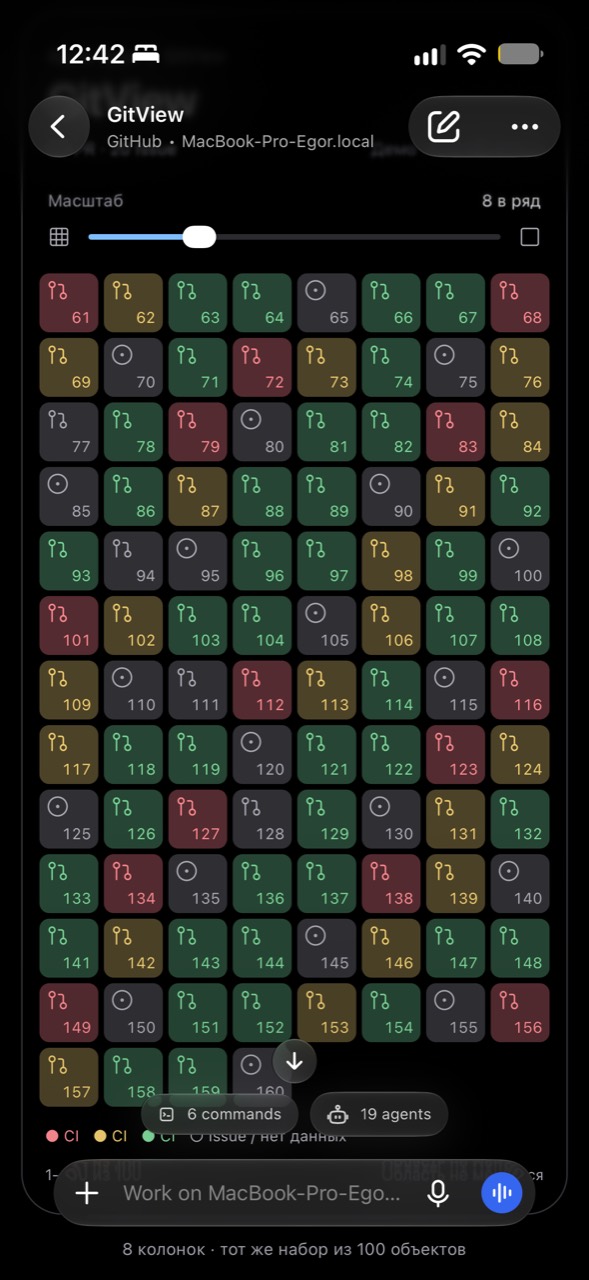 12:42
GitView
GitHub • MacBook-Pro-Egor.local
Масштаб 8 в ряд
61 62 63 64 65 66 67 68
69 70 71 72 73 74 75 76
77 78 79 80 81 82 83 84
85 86 87 88 89 90 91 92
93 94 95 96 97 98 99 100
101 102 103 104 105 106 107 108
109 110 111 112 113 114 115 116
117 118 119 120 121 122 123 124
125 126 127 128 129 130 131 132
133 134 135 136 137 138 139 140
141 142 143 144 145 146 147 148
149 150 151 152 153 154 155 156
157 158 159 160
6 commands 19 agents
CI CI CI Issue / нет данных
Work on MacBook-Pro-Ego...
8 колонок · тот же набор из 100 объектов